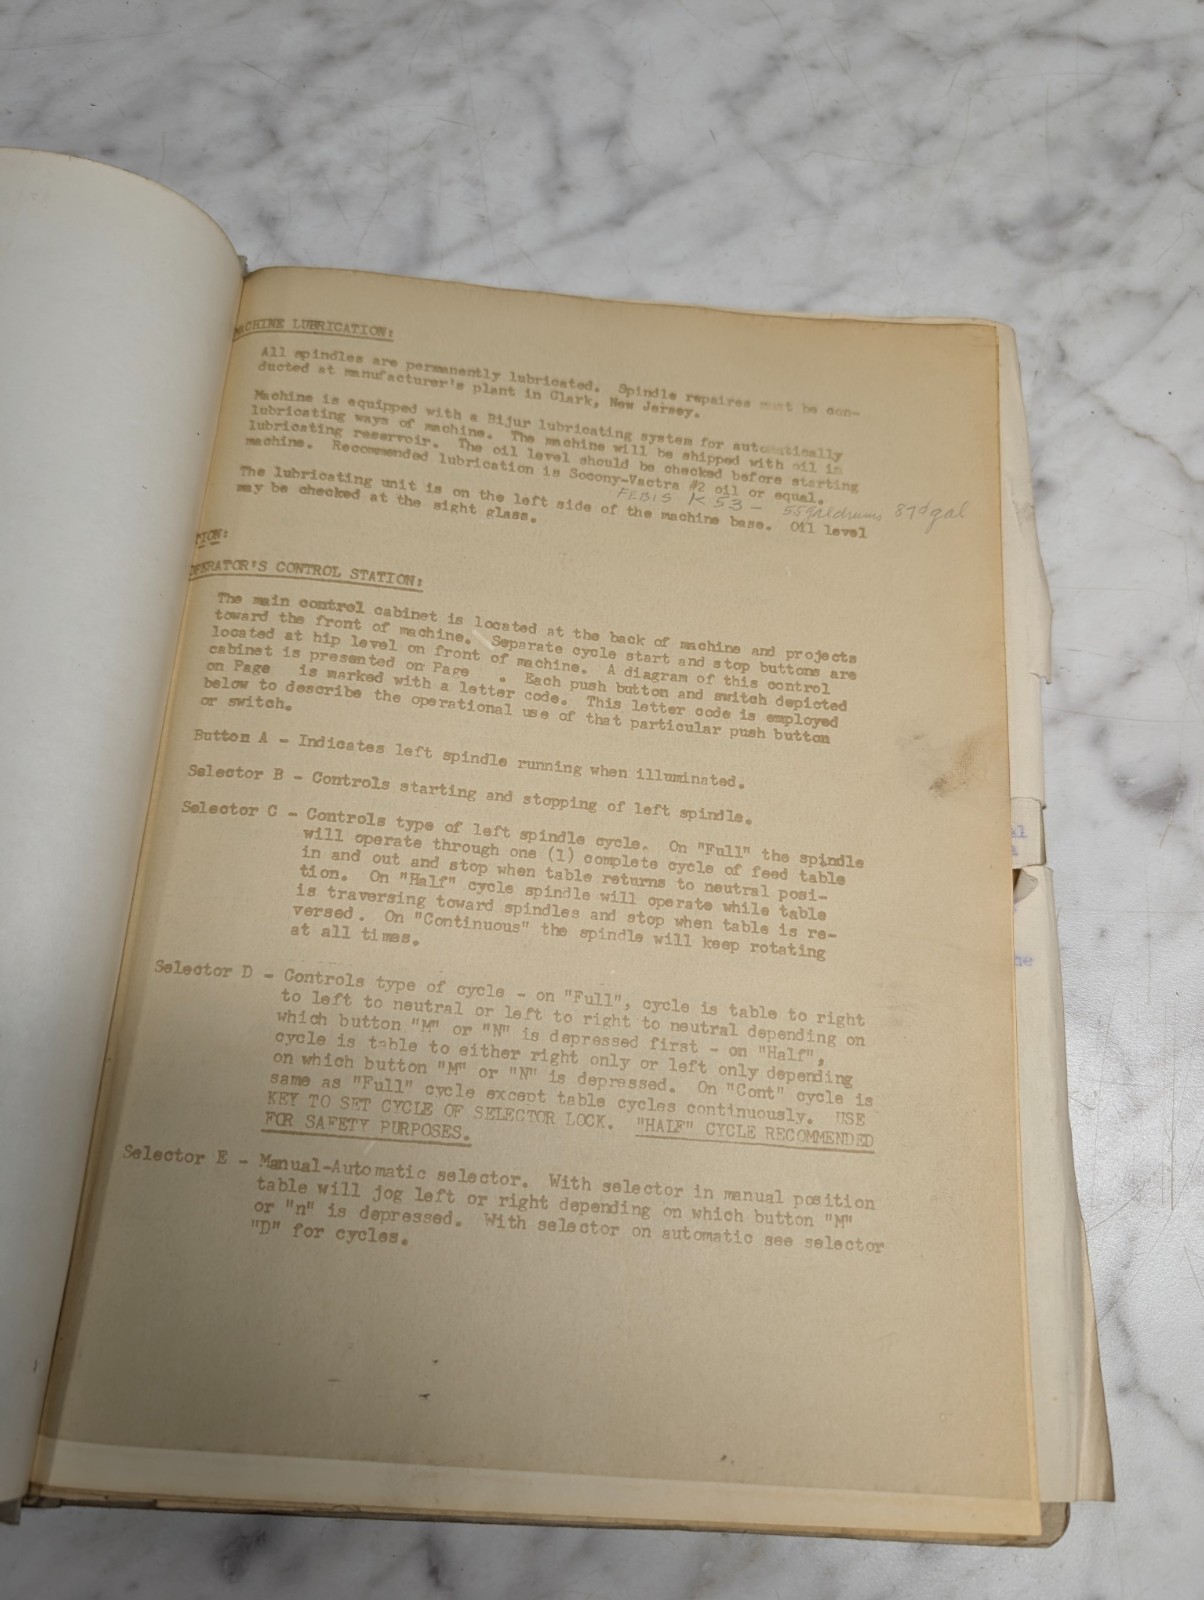 MACHINE LUBRICATION:
All spindles are permanently lubricated. Spindle repaires must be con-
ducted at manufacturer's plant in Clark, New Jersey.
Machine is equipped with a Bijur lubricating system for automatically
lubricating ways of machine. The machine will be shipped with oil in
lubricating reservoir. The oil level should be checked before starting
machine. Recommended lubrication is Socony-Vactra #2 oil or equal.
FEBIS K 53 - 55 gal drums 87¢ gal
The lubricating unit is on the left side of the machine base. Oil level
may be checked at the sight glass.
TION:
OPERATOR'S CONTROL STATION:
The main control cabinet is located at the back of machine and projects
toward the front of machine. Separate cycle start and stop buttons are
located at hip level on front of machine. A diagram of this control
cabinet is presented on Page . Each push button and switch depicted
on Page is marked with a letter code. This letter code is employed
below to describe the operational use of that particular push button
or switch.
Button A - Indicates left spindle running when illuminated.
Selector B - Controls starting and stopping of left spindle.
Selector C - Controls type of left spindle cycle. On "Full" the spindle
will operate through one (1) complete cycle of feed table
in and out and stop when table returns to neutral posi-
tion. On "Half" cycle spindle will operate while table
is traversing toward spindles and stop when table is re-
versed. On "Continuous" the spindle will keep rotating
at all times.
Selector D - Controls type of cycle - on "Full", cycle is table to right
to left to neutral or left to right to neutral depending on
which button "M" or "N" is depressed first - on "Half",
cycle is table to either right only or left only depending
on which button "M" or "N" is depressed. On "Cont" cycle is
same as "Full" cycle except table cycles continuously. USE
KEY TO SET CYCLE OF SELECTOR LOCK. "HALF" CYCLE RECOMMENDED
FOR SAFETY PURPOSES.
Selector E - Manual-Automatic selector. With selector in manual position
table will jog left or right depending on which button "M"
or "n" is depressed. With selector on automatic see selector
"D" for cycles.